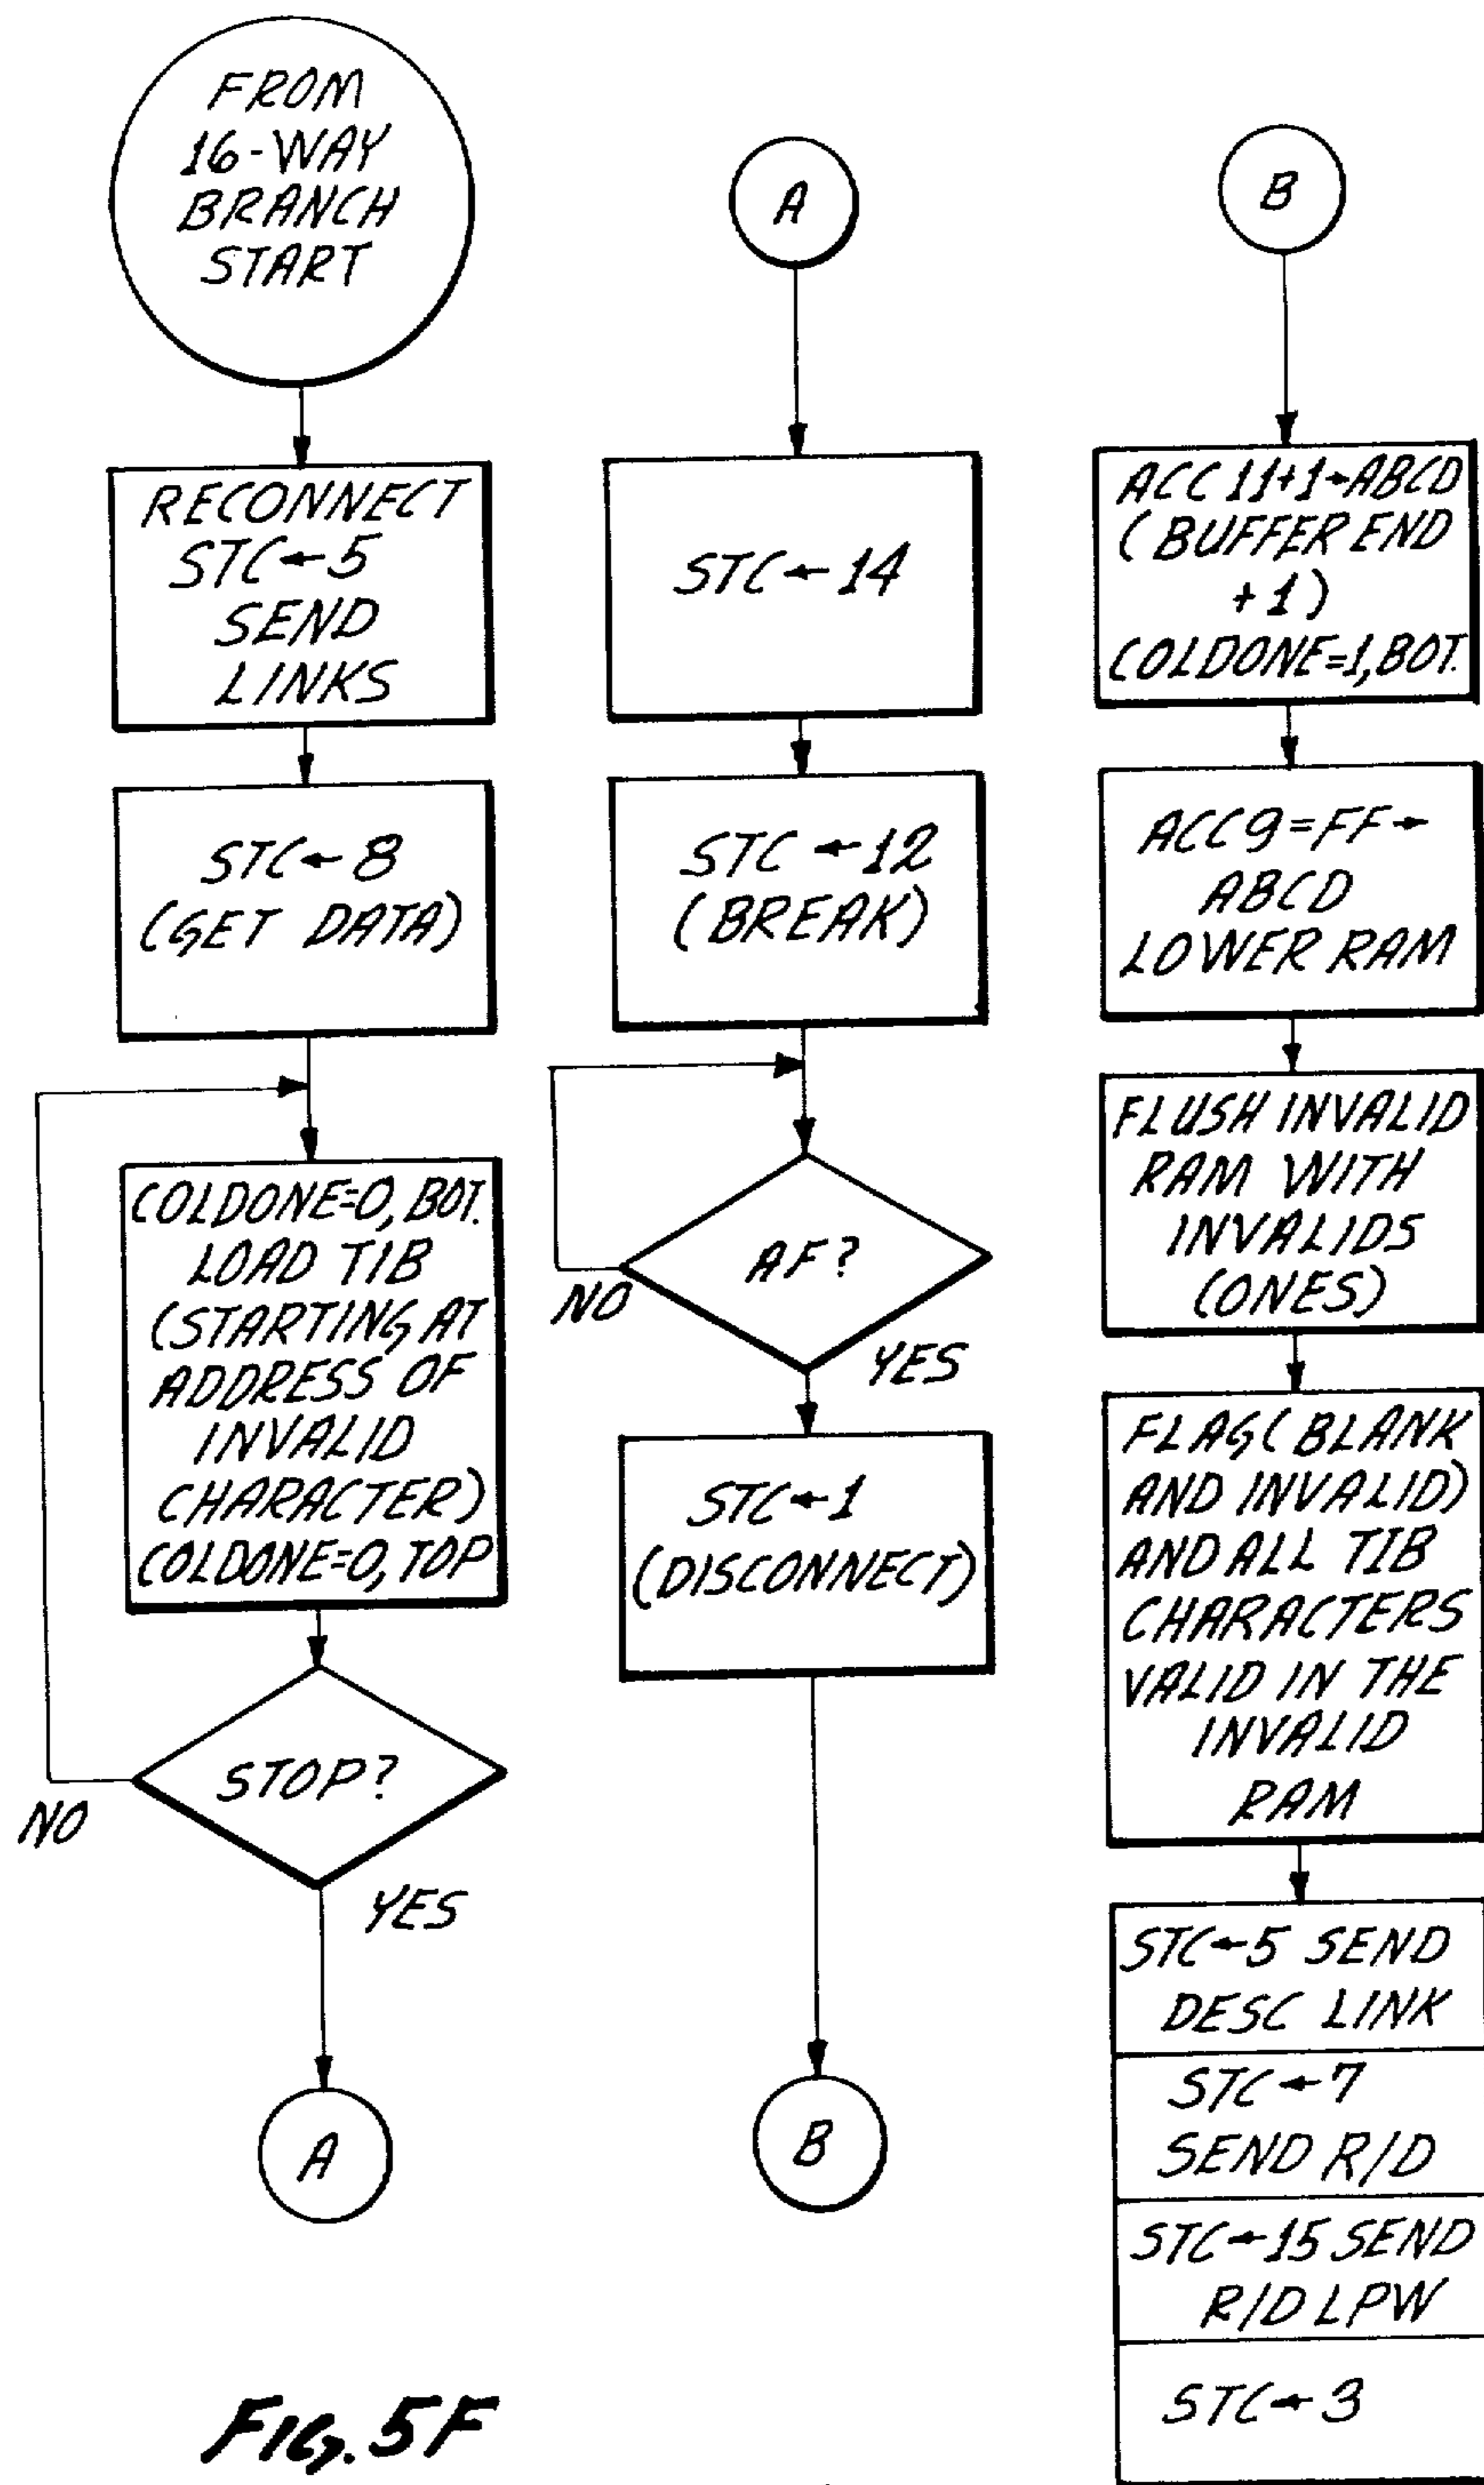 FROM
16-WAY
BRANCH
START
RECONNECT
STC←5
SEND
LINKS
STC←8
(GET DATA)
COLDONE=0, BOT.
LOAD TIB
(STARTING AT
ADDRESS OF
INVALID
CHARACTER)
COLDONE=0, TOP
STOP?
NO
YES
A
A
STC←14
STC←12
(BREAK)
AF?
NO
YES
STC←1
(DISCONNECT)
B
B
ACC 11+1→ABCD
(BUFFER END
+1)
COLDONE=1, BOT.
ACC9=FF→
ABCD
LOWER RAM
FLUSH INVALID
RAM WITH
INVALIDS
(ONES)
FLAG (BLANK
AND INVALID)
AND ALL TIB
CHARACTERS
VALID IN THE
INVALID
RAM
STC←5 SEND
DESC LINK
STC←7
SEND R/D
STC←15 SEND
R/D LPW
STC←3
FIG. 5F